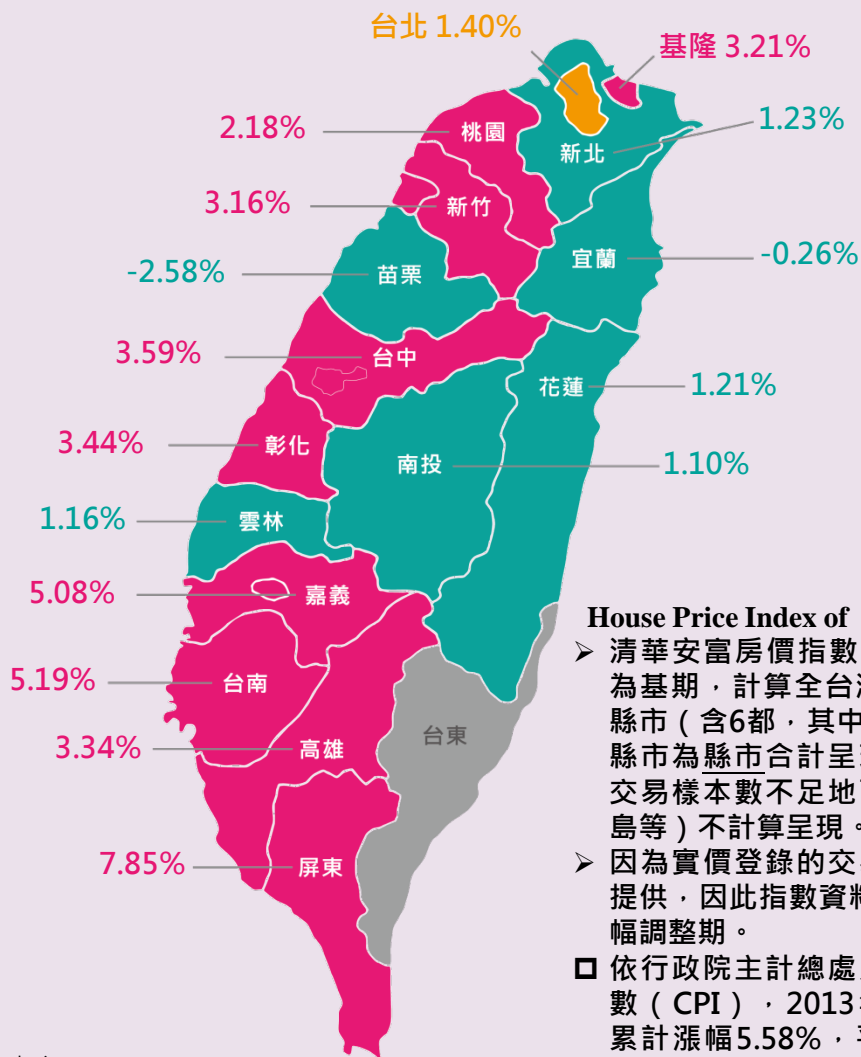 台北 1.40%
基隆 3.21%
2.18%
桃園
1.23%
新北
3.16%
新竹
-2.58%
苗栗
宜蘭
-0.26%
3.59%
台中
花蓮
1.21%
3.44%
彰化
南投
1.10%
1.16%
雲林
5.08%
嘉義
5.19%
台南
3.34%
高雄
台東
7.85%
屏東
House Price Index of
➢ 清華安富房價指數
為基期，計算全台
縣市（含6都，其中
縣市為縣市合計呈
交易樣本數不足地
島等）不計算呈現。
➢ 因為實價登錄的交
提供，因此指數資料
幅調整期。
❑ 依行政院主計總處
數（CPI），2013
累計漲幅5.58%，